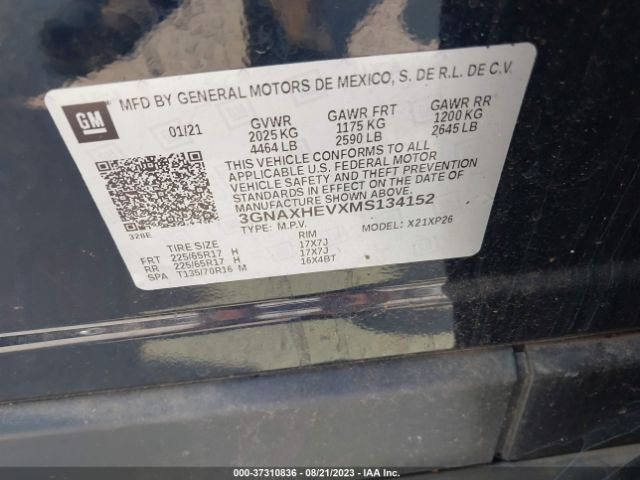 GM
MFD BY GENERAL MOTORS DE MEXICO, S. DE R.L. DE C.V.
01/21
GVWR
2025 KG
4464 LB
GAWR FRT
1175 KG
2590 LB
GAWR RR
1200 KG
2645 LB
THIS VEHICLE CONFORMS TO ALL
APPLICABLE U.S. FEDERAL MOTOR
VEHICLE SAFETY AND THEFT PREVENTION
STANDARDS IN EFFECT ON THE DATE OF
MANUFACTURE SHOWN ABOVE.
3GNAXHEVXMS134152
TYPE: M.P.V. MODEL: X21XP26
328E
TIRE SIZE RIM
FRT 225/65R17 H 17X7J
RR 225/65R17 H 17X7J
SPA T135/70R16 M 16X4BT
000-37310836 - 08/21/2023 - IAA Inc.